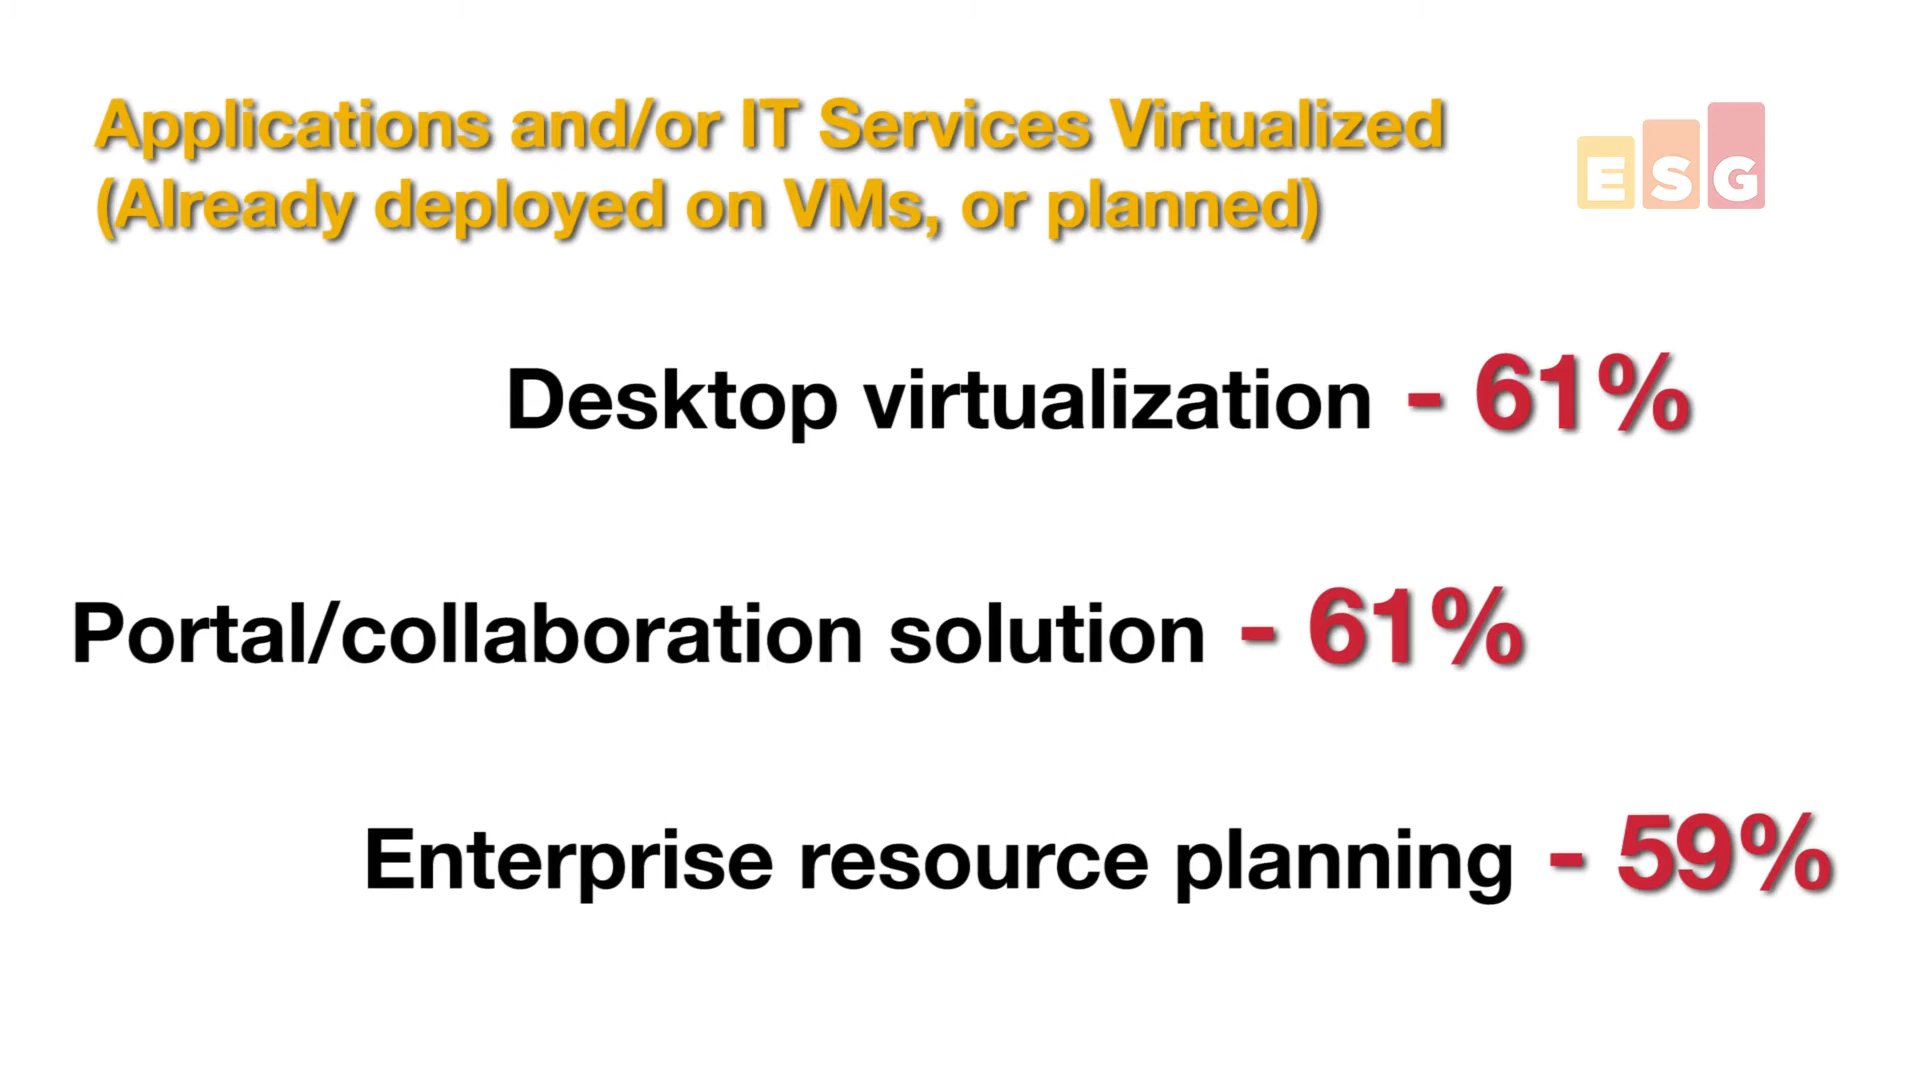 Applications and/or IT Services Virtualized
(Already deployed on VMs, or planned)
ESG
Desktop virtualization - 61%
Portal/collaboration solution - 61%
Enterprise resource planning - 59%